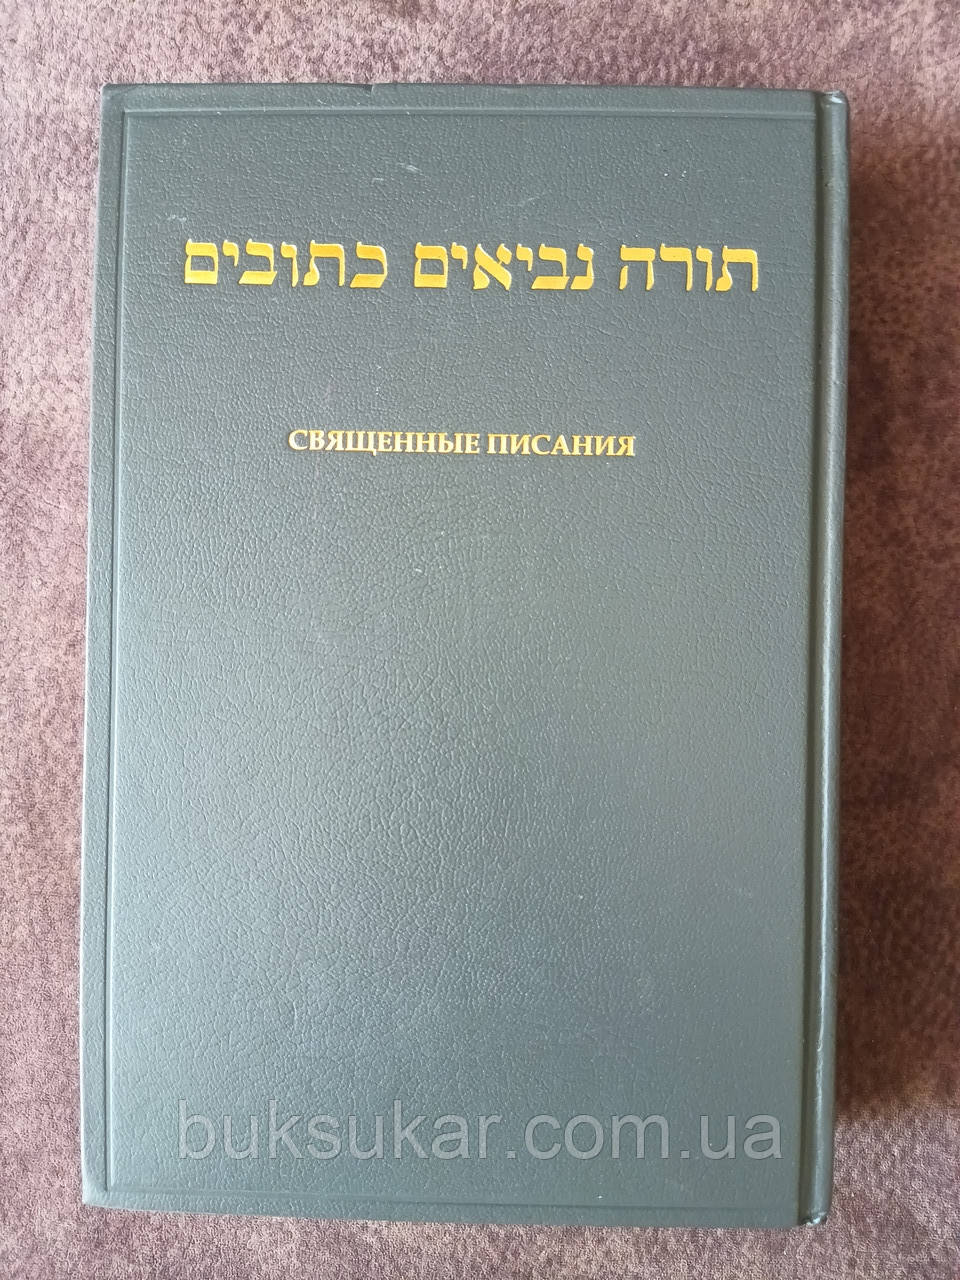 תורה נביאים כתובים
СВЯЩЕННЫЕ ПИСАНИЯ
buksukar.com.ua